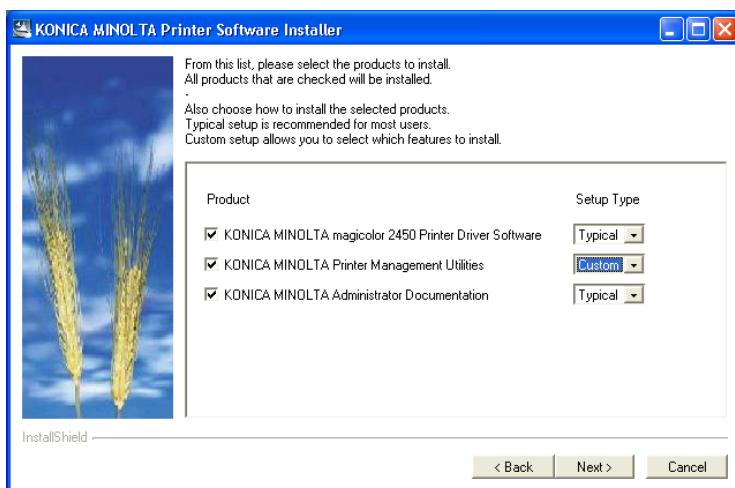 KONICA MINOLTA Printer Software Installer
From this list, please select the products to install.
All products that are checked will be installed.
-
Also choose how to install the selected products.
Typical setup is recommended for most users.
Custom setup allows you to select which features to install.
Product Setup Type
KONICA MINOLTA magicolor 2450 Printer Driver Software Typical
KONICA MINOLTA Printer Management Utilities Custom
KONICA MINOLTA Administrator Documentation Typical
InstallShield
< Back Next > Cancel